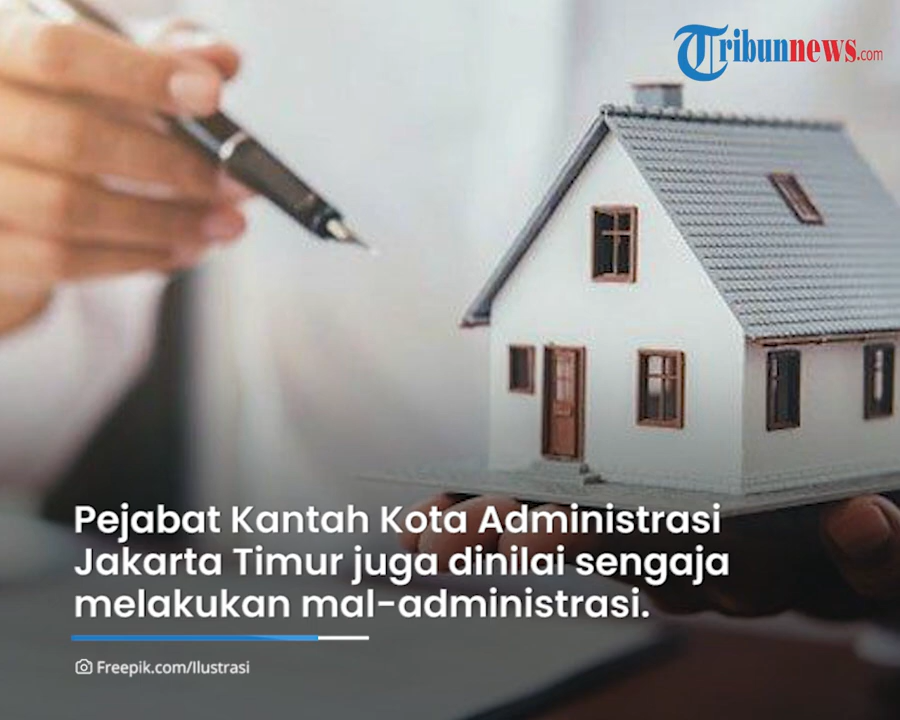 Tribunnews.com
Pejabat Kantah Kota Administrasi
Jakarta Timur juga dinilai sengaja
melakukan mal-administrasi.
Freepik.com/Ilustrasi